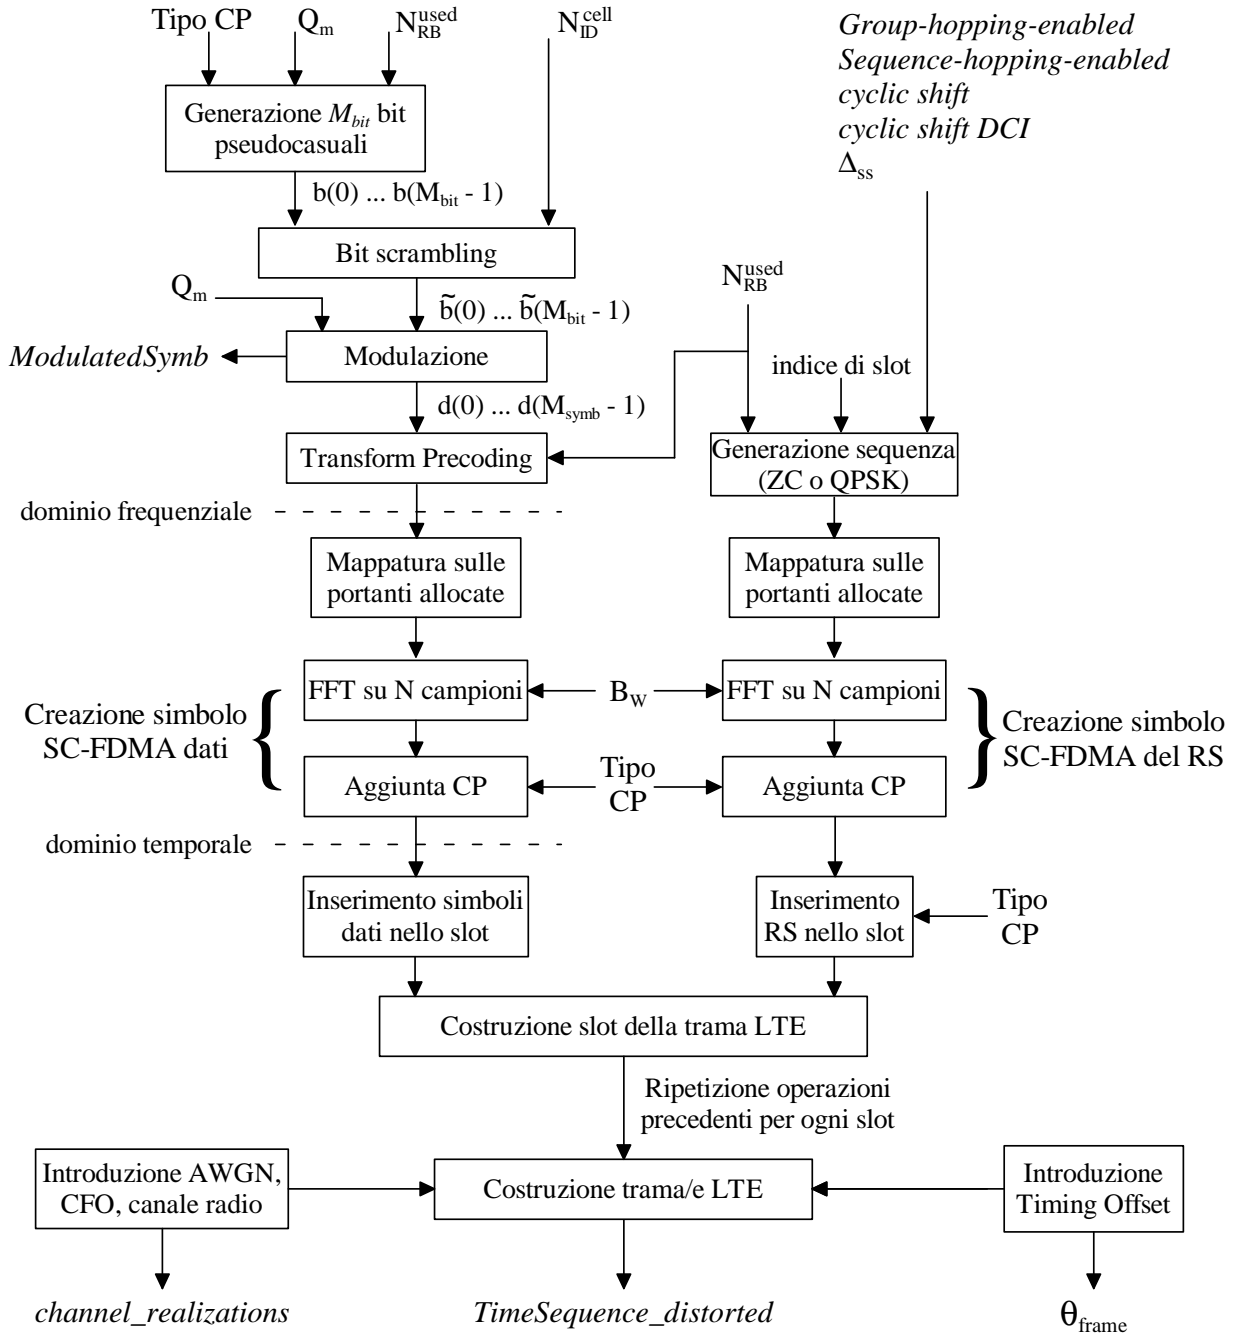 Tipo CP
Q_m
N_RB^used
N_ID^cell
Group-hopping-enabled
Sequence-hopping-enabled
cyclic shift
cyclic shift DCI
Δ_ss
Generazione M_bit bit
pseudocasuali
b(0) ... b(M_bit - 1)
Bit scrambling
Q_m
b̃(0) ... b̃(M_bit - 1)
N_RB^used
ModulatedSymb
Modulazione
indice di slot
d(0) ... d(M_symb - 1)
Transform Precoding
Generazione sequenza
(ZC o QPSK)
dominio frequenziale
Mappatura sulle
portanti allocate
Mappatura sulle
portanti allocate
FFT su N campioni
B_W
FFT su N campioni
Creazione simbolo
SC-FDMA dati
Creazione simbolo
SC-FDMA del RS
Aggiunta CP
Tipo
CP
Aggiunta CP
dominio temporale
Inserimento simboli
dati nello slot
Inserimento
RS nello slot
Tipo
CP
Costruzione slot della trama LTE
Ripetizione operazioni
precedenti per ogni slot
Introduzione AWGN,
CFO, canale radio
Costruzione trama/e LTE
Introduzione
Timing Offset
channel_realizations
TimeSequence_distorted
θ_frame